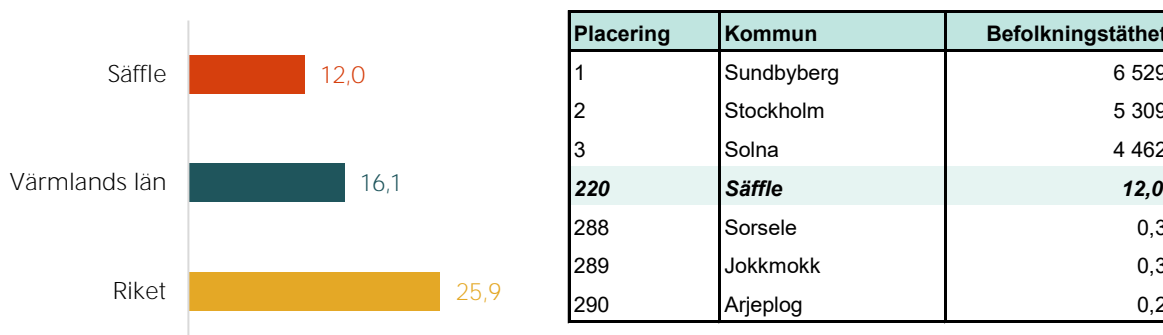 Säffle 12,0
Värmlands län 16,1
Riket 25,9
Placering Kommun Befolkningstäthet
1 Sundbyberg 6 529
2 Stockholm 5 309
3 Solna 4 462
220 Säffle 12,0
288 Sorsele 0,3
289 Jokkmokk 0,3
290 Arjeplog 0,2